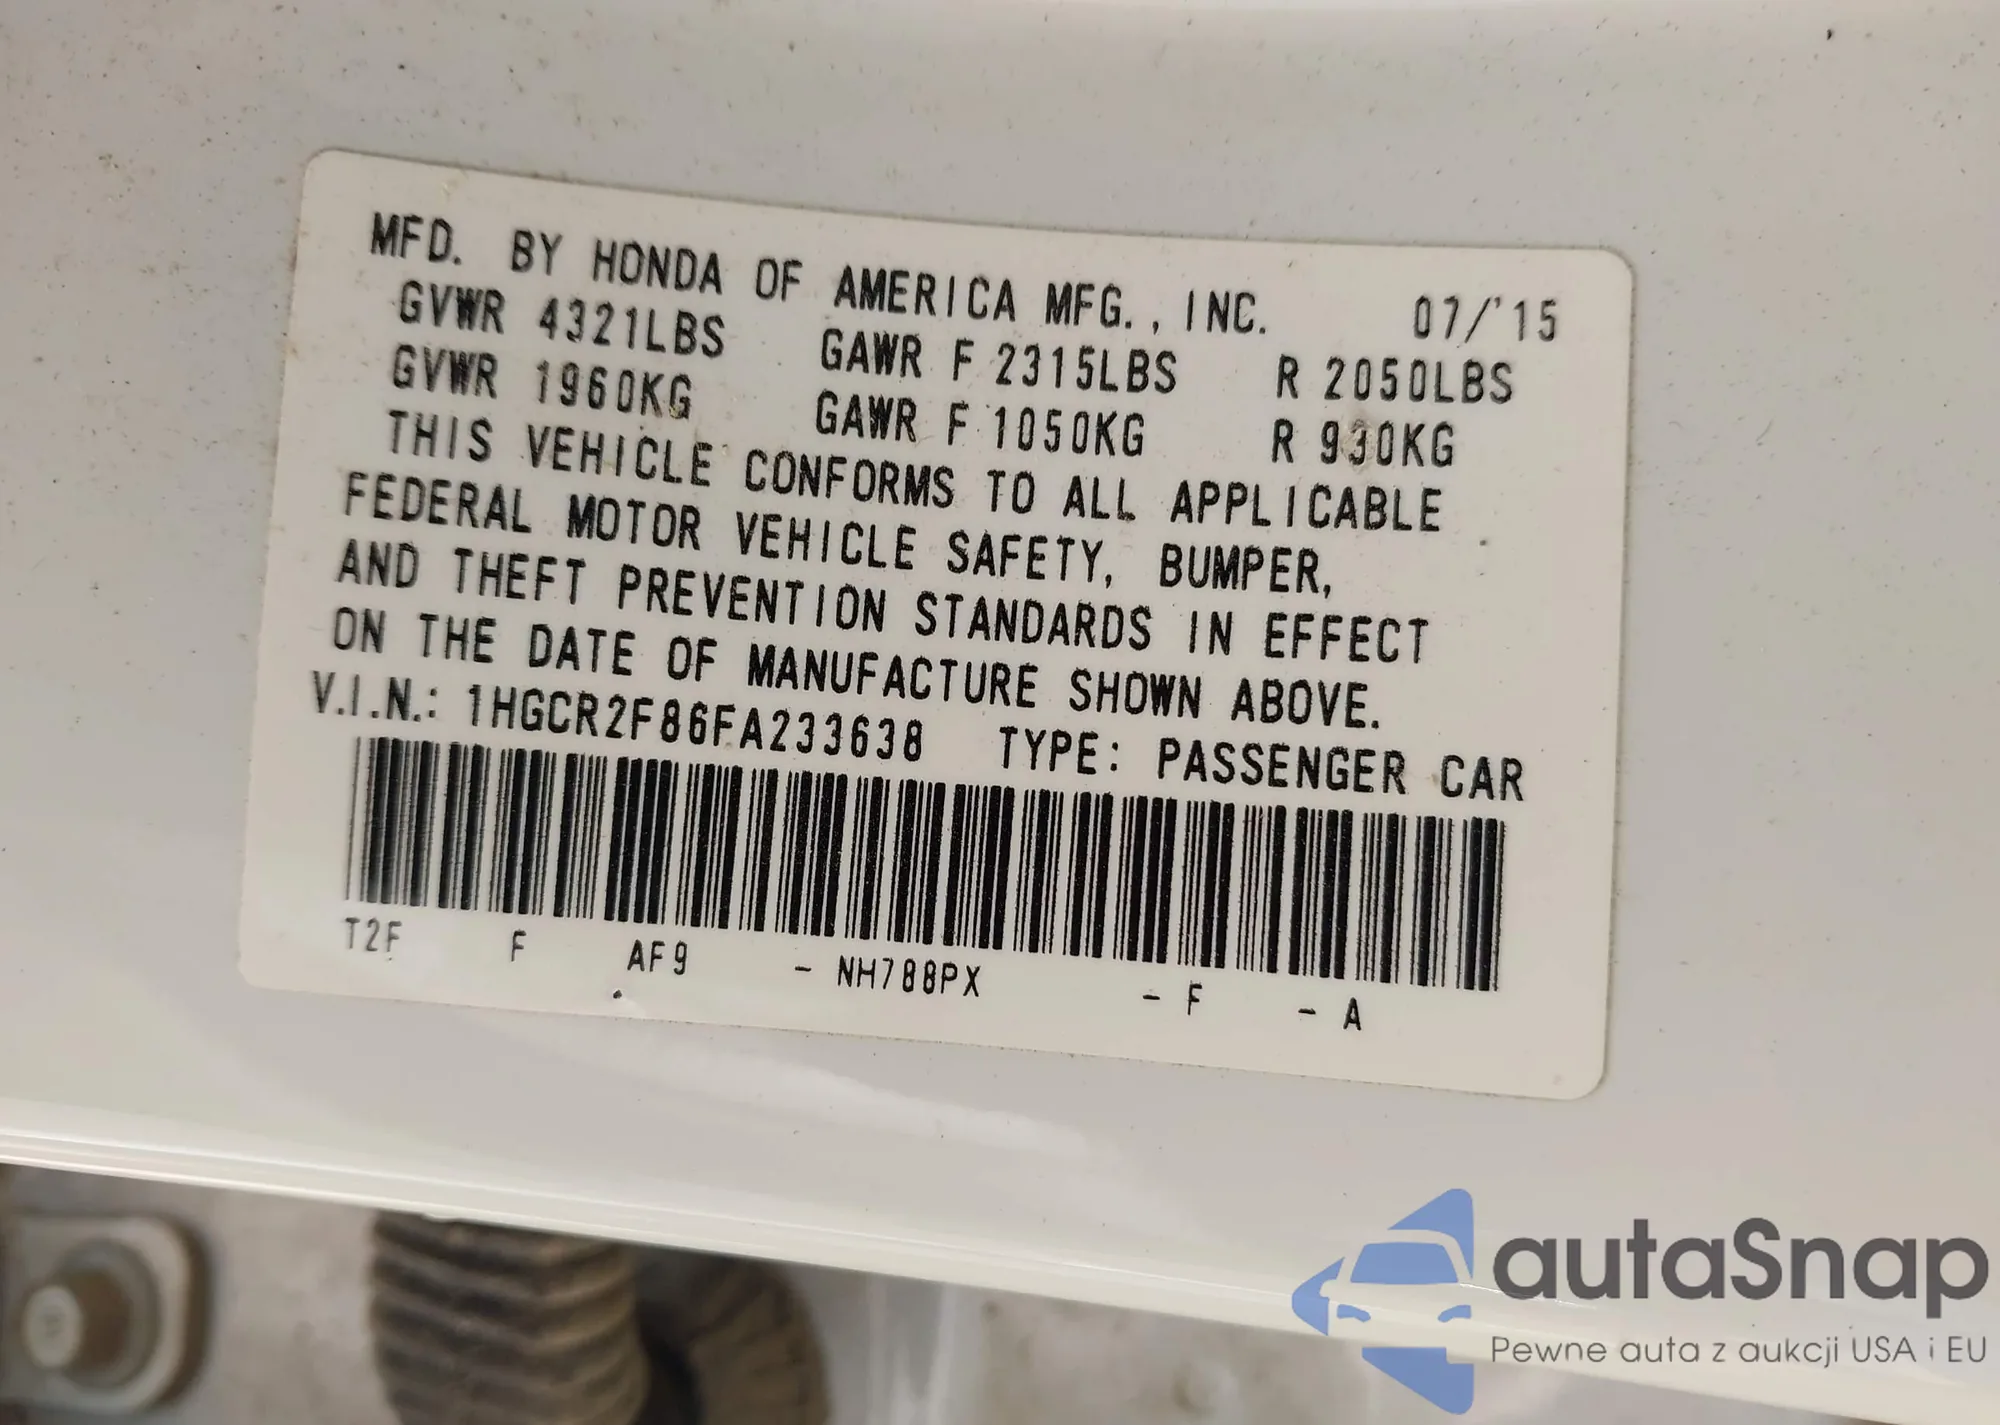 MFD. BY HONDA OF AMERICA MFG., INC. 07/'15
GVWR 4321LBS GAWR F 2315LBS R 2050LBS
GVWR 1960KG GAWR F 1050KG R 930KG
THIS VEHICLE CONFORMS TO ALL APPLICABLE
FEDERAL MOTOR VEHICLE SAFETY, BUMPER,
AND THEFT PREVENTION STANDARDS IN EFFECT
ON THE DATE OF MANUFACTURE SHOWN ABOVE.
V.I.N.: 1HGCR2F86FA233638 TYPE: PASSENGER CAR
T2F F AF9 - NH788PX - F - A
autaSnap
Pewne auta z aukcji USA i EU